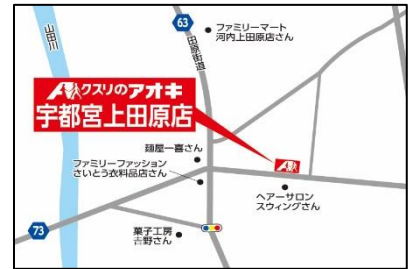 63
ファミリーマート
河内上田原店さん
山田川
田原街道
クスリのアオキ
宇都宮上田原店
麺屋一喜さん
ファミリーファッション
さいとう衣料品店さん
ヘアーサロン
スウィングさん
73
菓子工房
吉野さん